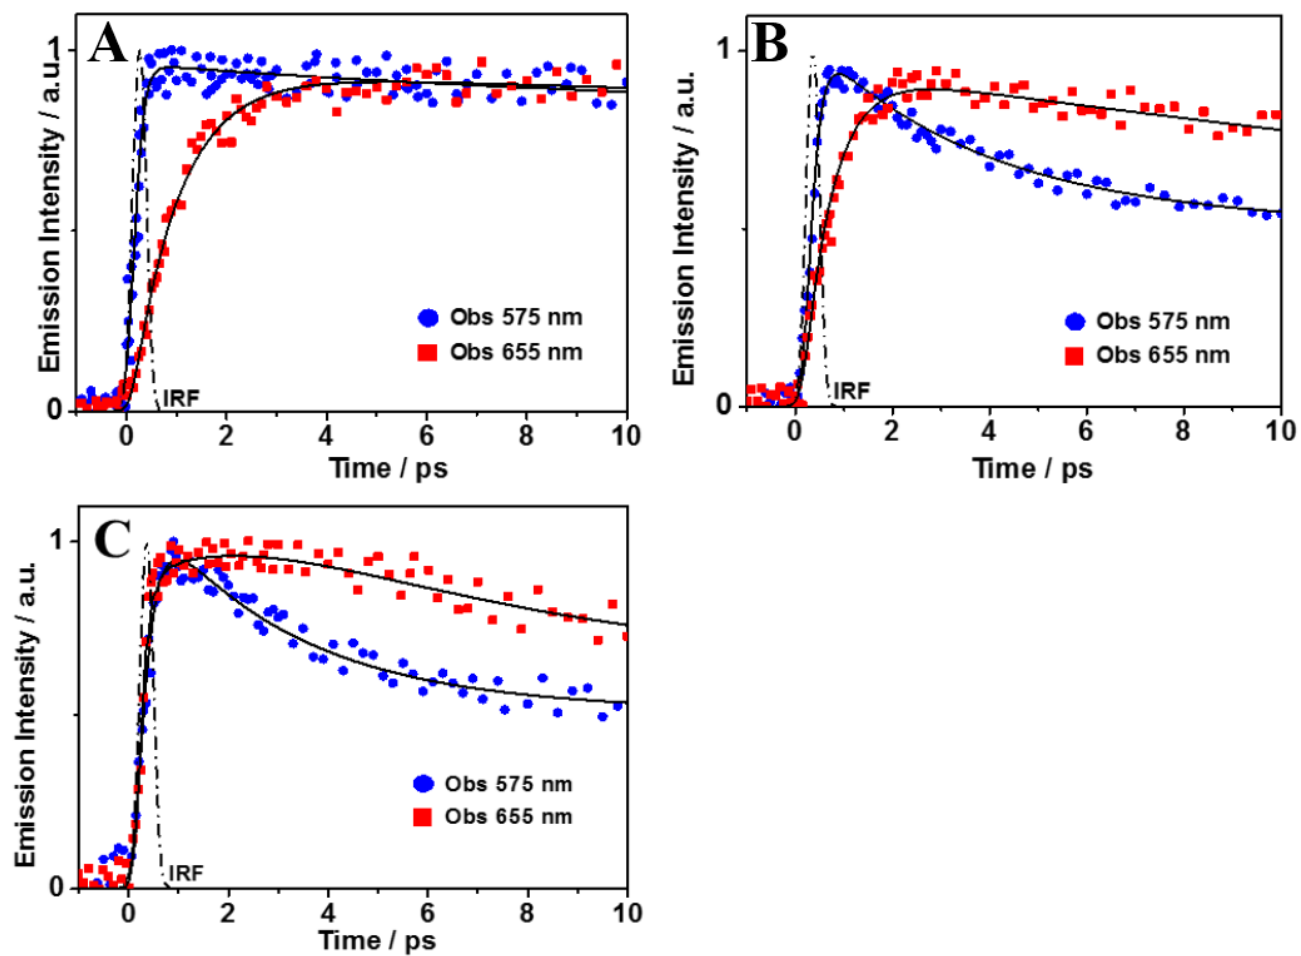 A
Emission Intensity / a.u.
1
0
Obs 575 nm
Obs 655 nm
IRF
0 2 4 6 8 10
Time / ps
B
Emission Intensity / a.u.
1
0
Obs 575 nm
Obs 655 nm
IRF
0 2 4 6 8 10
Time / ps
C
Emission Intensity / a.u.
1
0
Obs 575 nm
Obs 655 nm
IRF
0 2 4 6 8 10
Time / ps